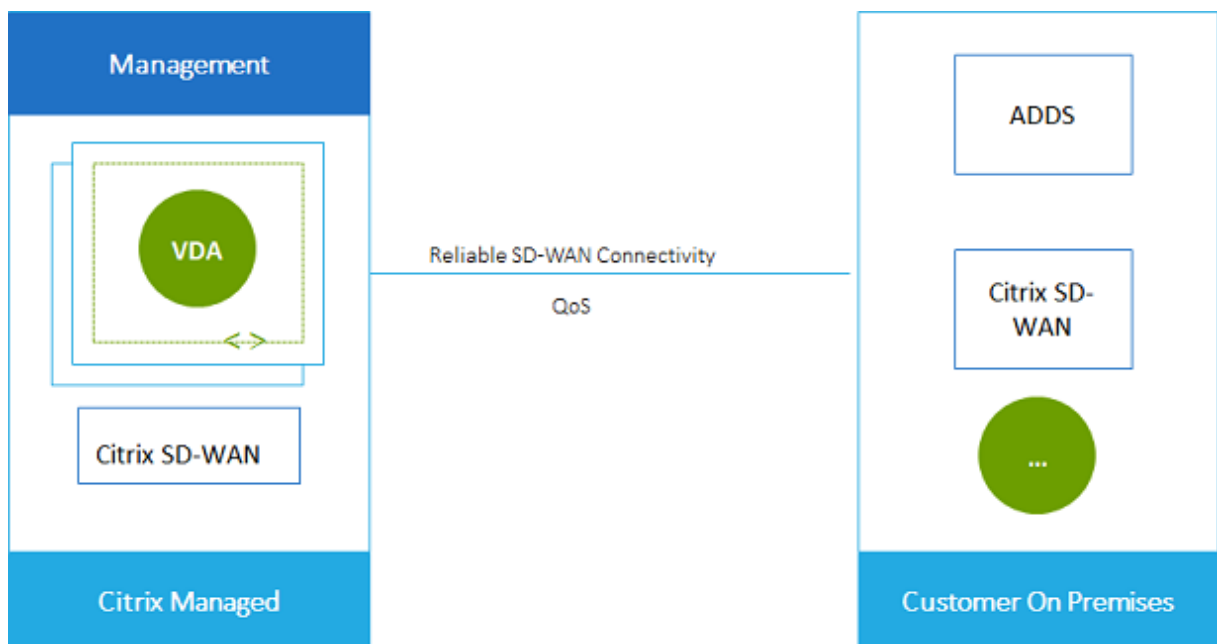 Management
VDA
Citrix SD-WAN
Citrix Managed
Reliable SD-WAN Connectivity
QoS
ADDS
Citrix SD-
WAN
...
Customer On Premises